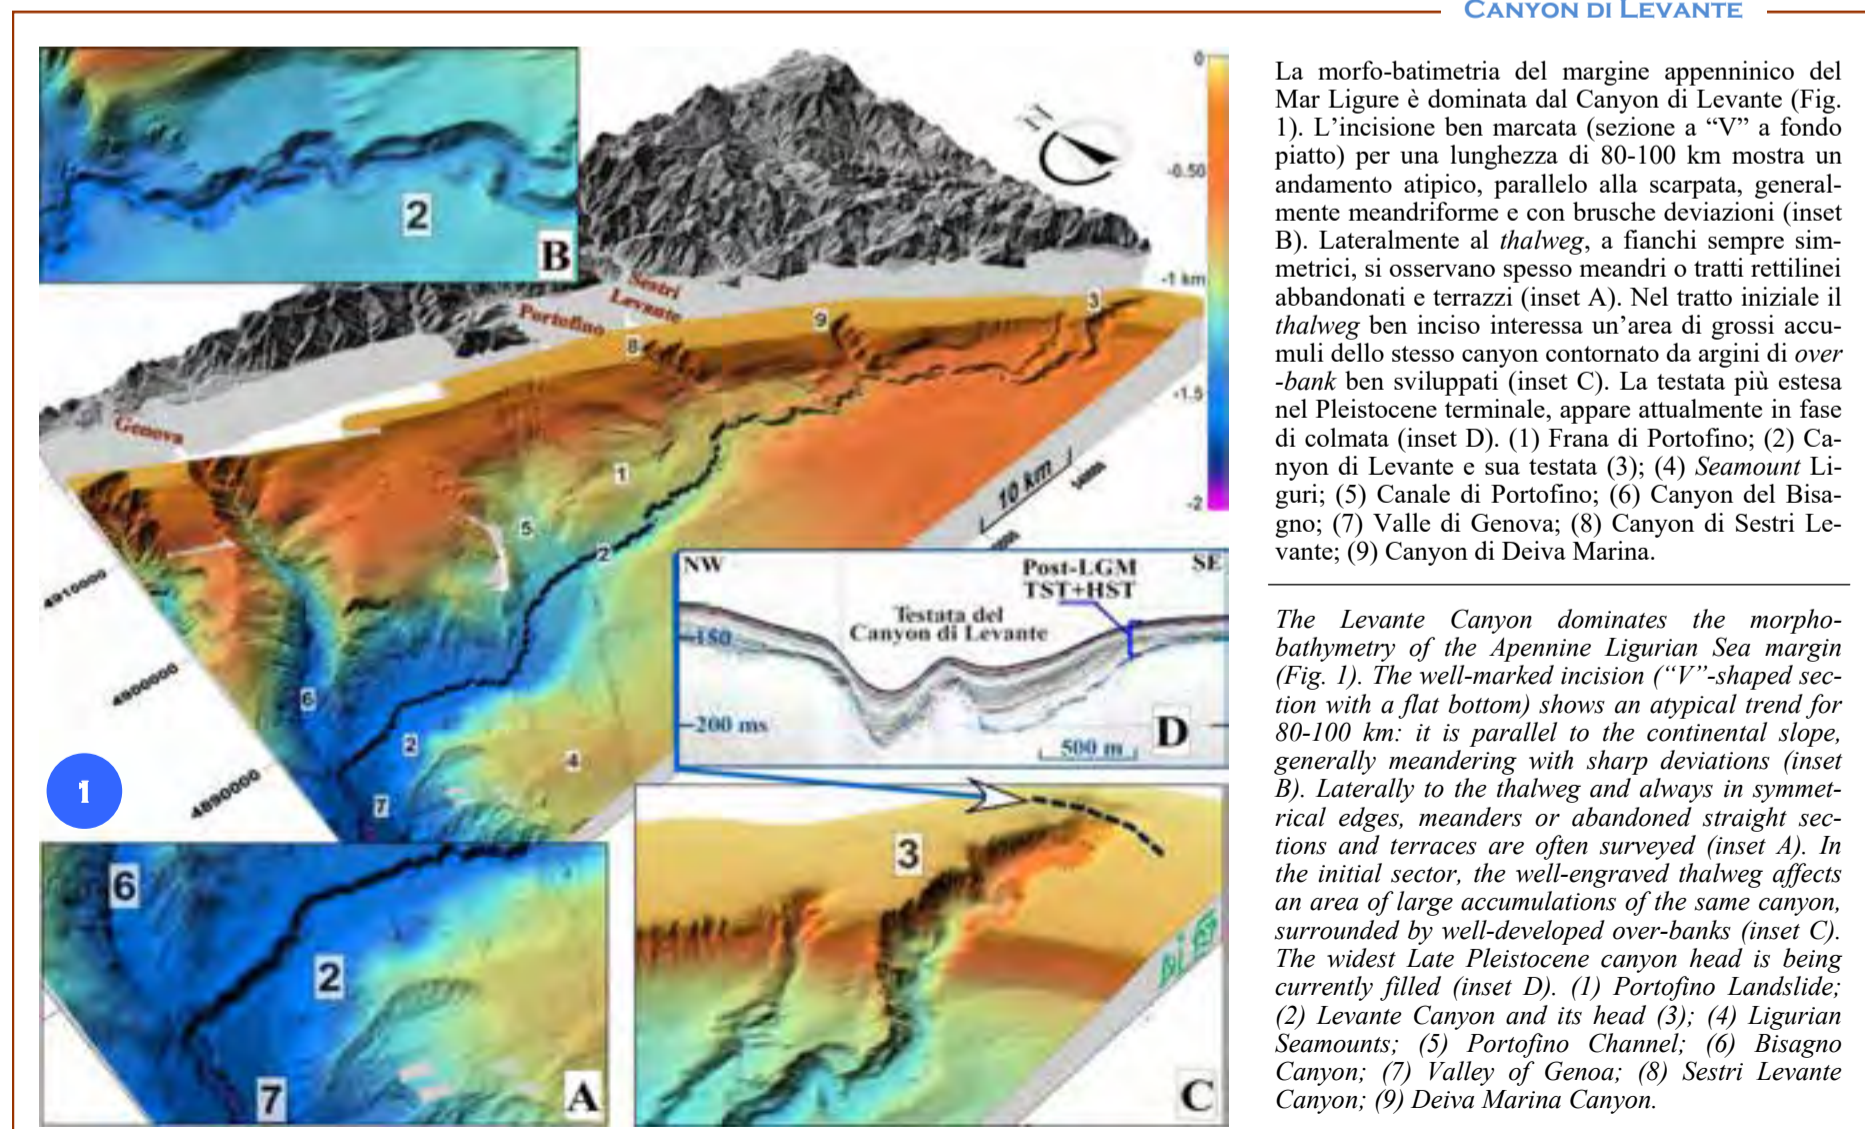 CANYON DI LEVANTE
2
B
0
-0.50
-1 km
-1.5
-2
Sestri
Levante
Portofino
Genova
3
9
8
1
5
2
10 km
4910000
4900000
4890000
6
2
4
7
1
NW
SE
Post-LGM
TST+HST
Testata del
Canyon di Levante
150
200 ms
500 m
D
6
2
7
A
3
C
La morfo-batimetria del margine appenninico del
Mar Ligure è dominata dal Canyon di Levante (Fig.
1). L’incisione ben marcata (sezione a “V” a fondo
piatto) per una lunghezza di 80-100 km mostra un
andamento atipico, parallelo alla scarpata, general-
mente meandriforme e con brusche deviazioni (inset
B). Lateralmente al thalweg, a fianchi sempre sim-
metrici, si osservano spesso meandri o tratti rettilinei
abbandonati e terrazzi (inset A). Nel tratto iniziale il
thalweg ben inciso interessa un’area di grossi accu-
muli dello stesso canyon contornato da argini di over
-bank ben sviluppati (inset C). La testata più estesa
nel Pleistocene terminale, appare attualmente in fase
di colmata (inset D). (1) Frana di Portofino; (2) Ca-
nyon di Levante e sua testata (3); (4) Seamount Li-
guri; (5) Canale di Portofino; (6) Canyon del Bisa-
gno; (7) Valle di Genova; (8) Canyon di Sestri Le-
vante; (9) Canyon di Deiva Marina.
The Levante Canyon dominates the morpho-
bathymetry of the Apennine Ligurian Sea margin
(Fig. 1). The well-marked incision (“V”-shaped sec-
tion with a flat bottom) shows an atypical trend for
80-100 km: it is parallel to the continental slope,
generally meandering with sharp deviations (inset
B). Laterally to the thalweg and always in symmet-
rical edges, meanders or abandoned straight sec-
tions and terraces are often surveyed (inset A). In
the initial sector, the well-engraved thalweg affects
an area of large accumulations of the same canyon,
surrounded by well-developed over-banks (inset C).
The widest Late Pleistocene canyon head is being
currently filled (inset D). (1) Portofino Landslide;
(2) Levante Canyon and its head (3); (4) Ligurian
Seamounts; (5) Portofino Channel; (6) Bisagno
Canyon; (7) Valley of Genoa; (8) Sestri Levante
Canyon; (9) Deiva Marina Canyon.